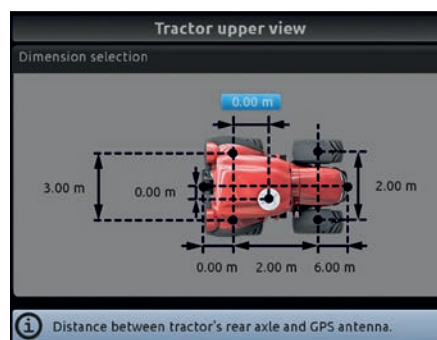 Tractor upper view
Dimension selection
0.00 m
3.00 m
0.00 m
2.00 m
0.00 m 2.00 m 6.00 m
i Distance between tractor's rear axle and GPS antenna.